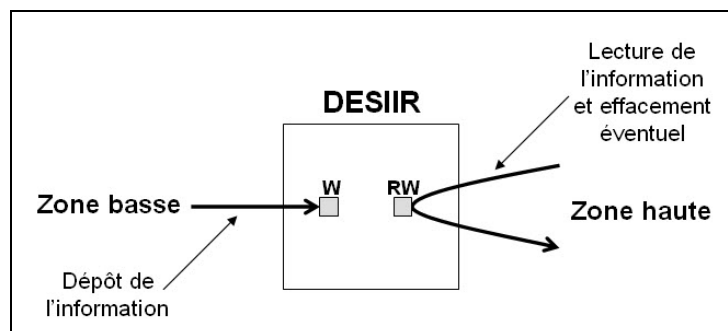 Lecture de
l'information
et effacement
éventuel
DESIIR
W
RW
Zone basse
Zone haute
Dépôt de
l'information